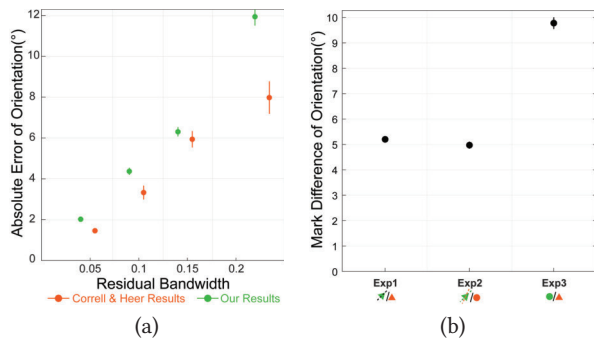 Absolute Error of Orientation(°)
12
10
8
6
4
2
0
0.05 0.1 0.15 0.2
Residual Bandwidth
Correll & Heer Results Our Results
(a)
Mark Difference of Orientation(°)
10
9
8
7
6
5
4
3
2
1
0
Exp1 Exp2 Exp3
/ / /
(b)